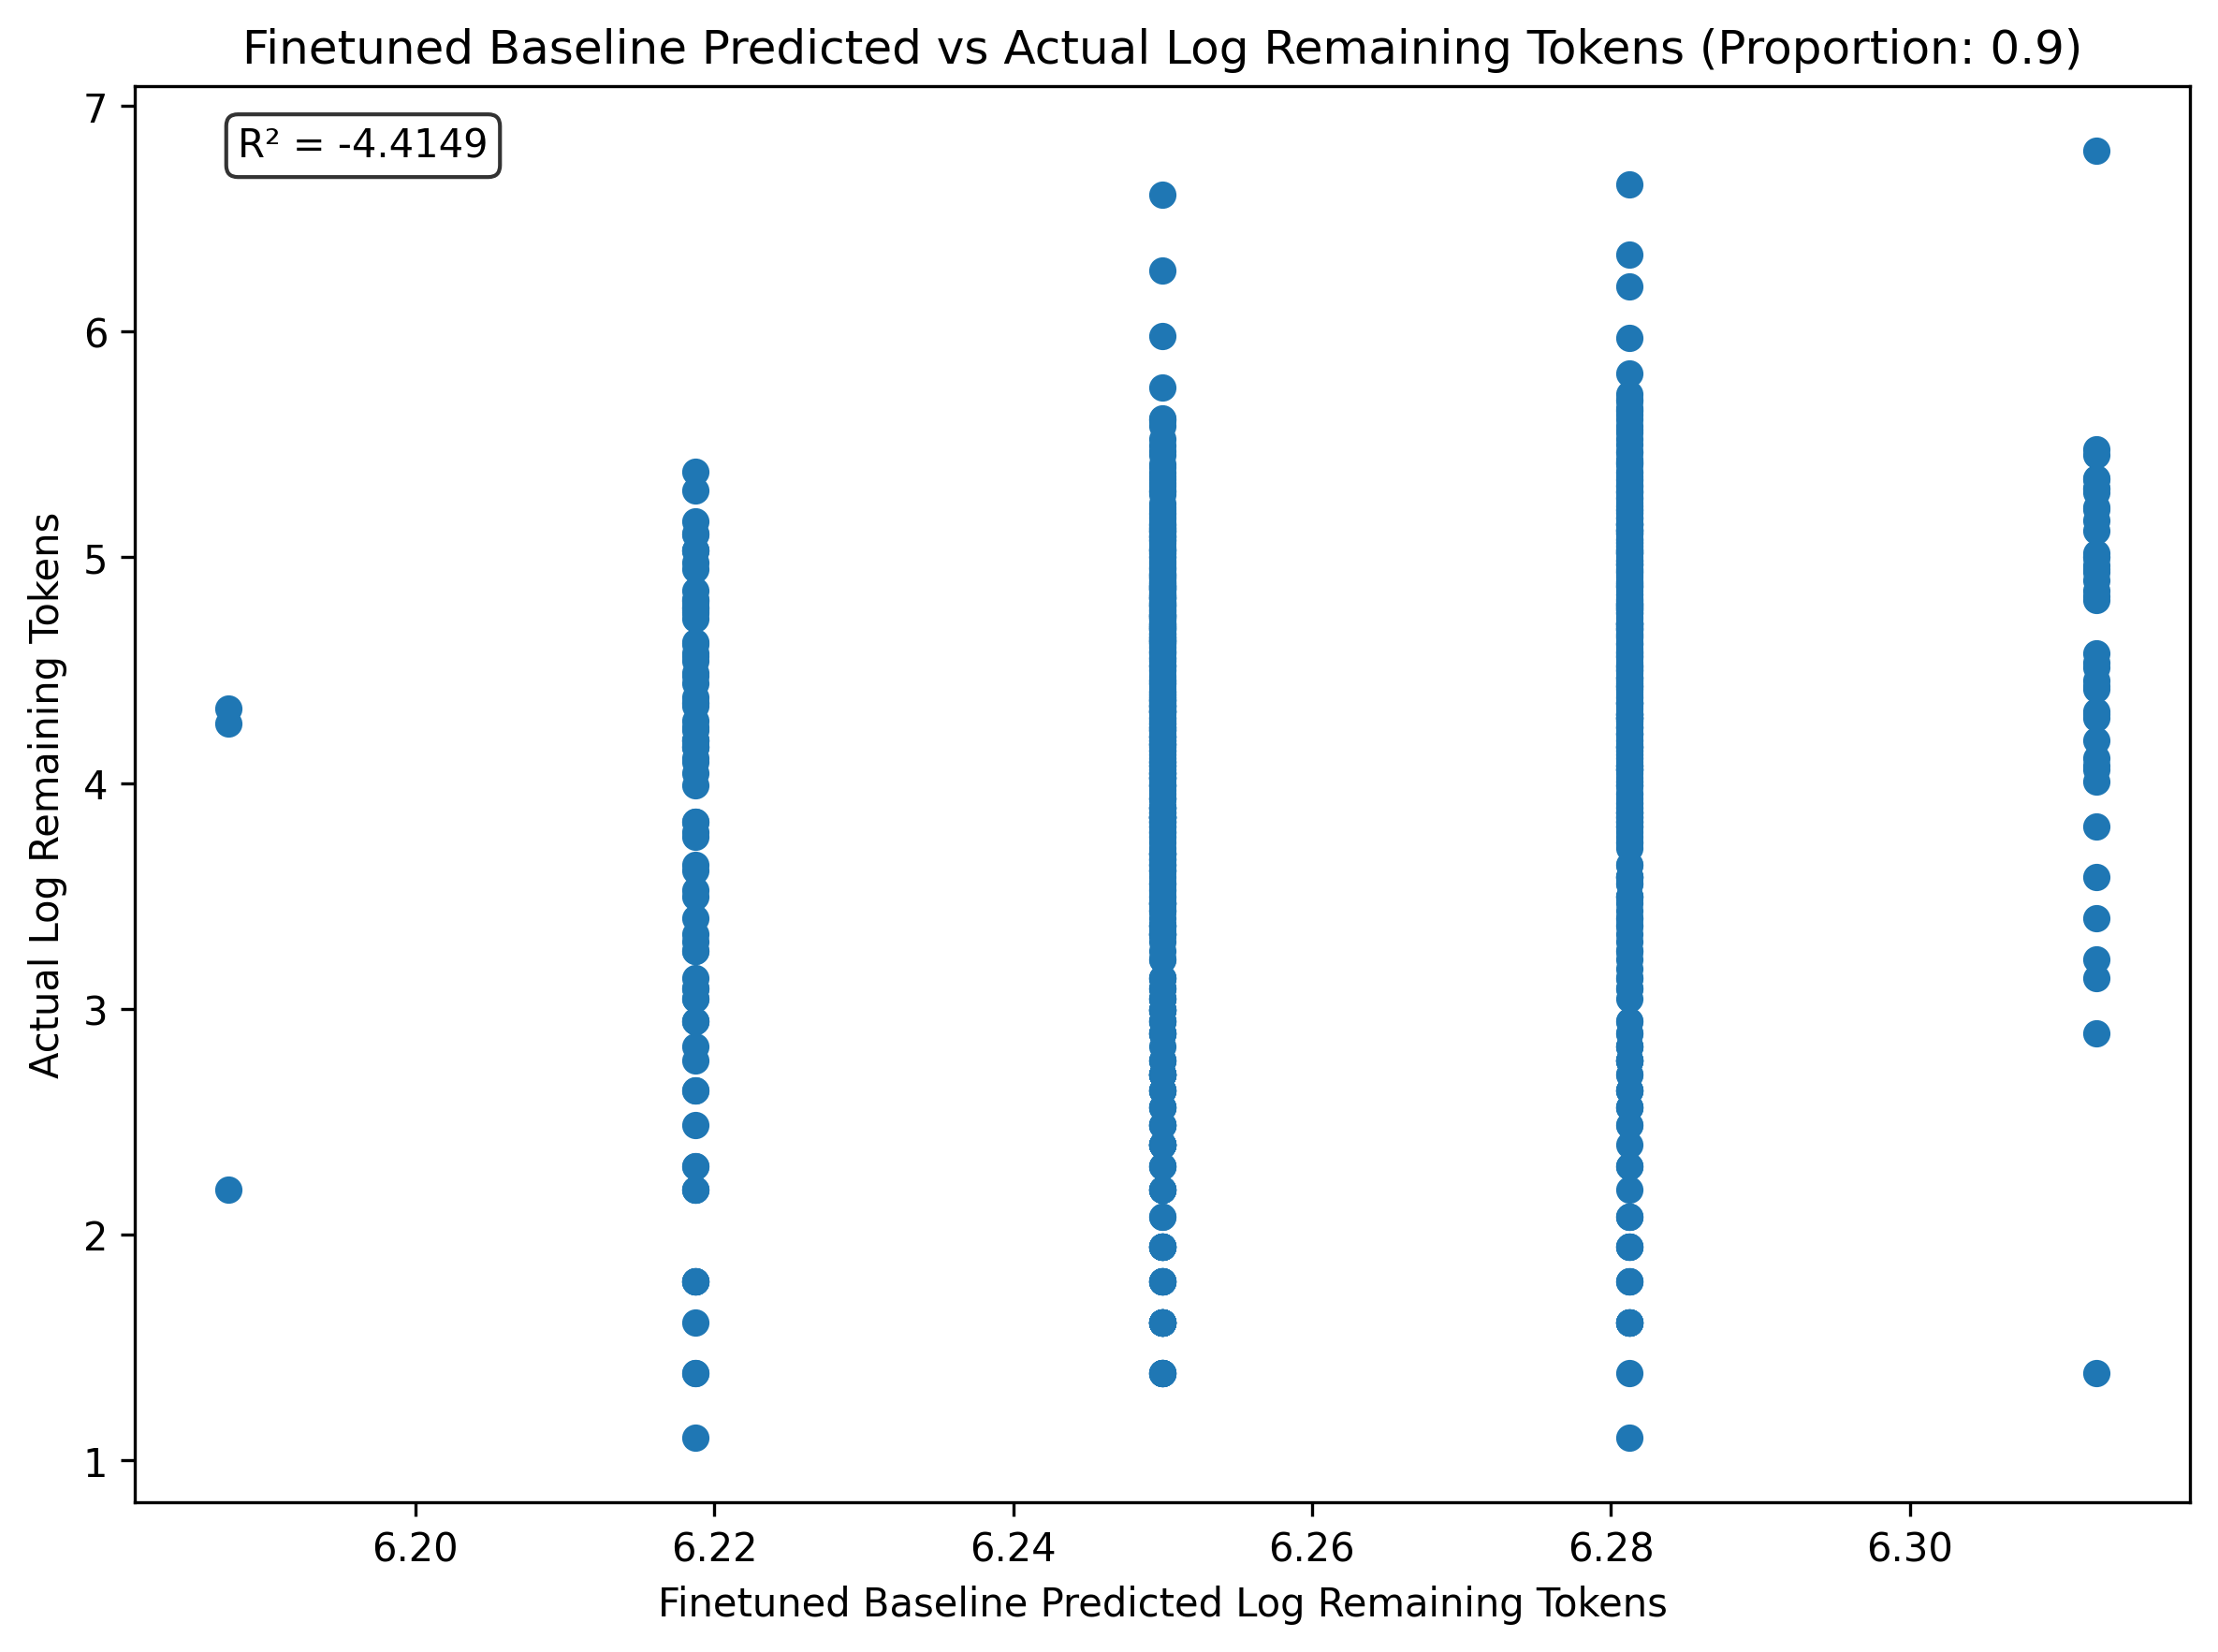 Finetuned Baseline Predicted vs Actual Log Remaining Tokens (Proportion: 0.9)
R² = -4.4149
7
6
5
4
3
2
1
Actual Log Remaining Tokens
6.20 6.22 6.24 6.26 6.28 6.30
Finetuned Baseline Predicted Log Remaining Tokens